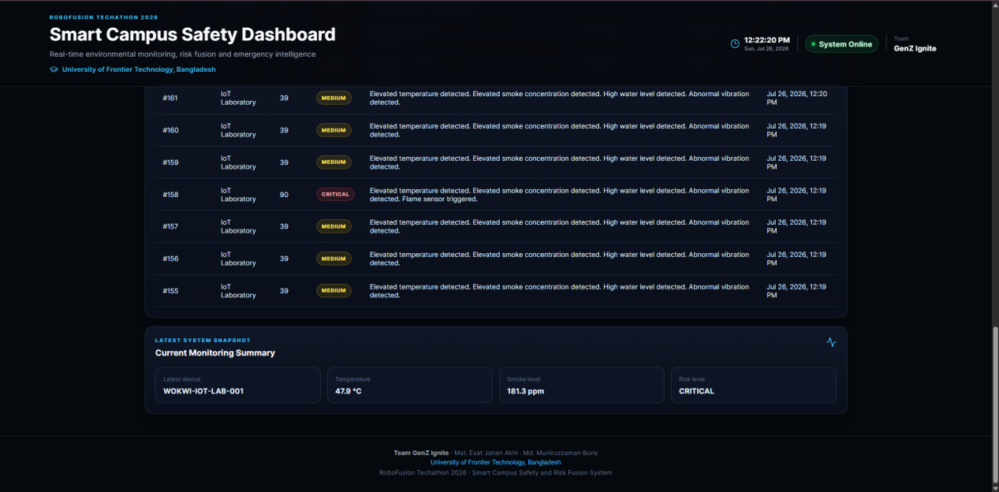 ROBOFUSION TECHATHON 2026
Smart Campus Safety Dashboard
Real-time environmental monitoring, risk fusion and emergency intelligence
University of Frontier Technology, Bangladesh
12:22:20 PM
Sun, Jul 26, 2026
System Online
Team
GenZ Ignite
#161 IoT Laboratory 39 MEDIUM Elevated temperature detected. Elevated smoke concentration detected. High water level detected. Abnormal vibration detected. Jul 26, 2026, 12:20 PM
#160 IoT Laboratory 39 MEDIUM Elevated temperature detected. Elevated smoke concentration detected. High water level detected. Abnormal vibration detected. Jul 26, 2026, 12:19 PM
#159 IoT Laboratory 39 MEDIUM Elevated temperature detected. Elevated smoke concentration detected. High water level detected. Abnormal vibration detected. Jul 26, 2026, 12:19 PM
#158 IoT Laboratory 90 CRITICAL Elevated temperature detected. Elevated smoke concentration detected. High water level detected. Abnormal vibration detected. Flame sensor triggered. Jul 26, 2026, 12:19 PM
#157 IoT Laboratory 39 MEDIUM Elevated temperature detected. Elevated smoke concentration detected. High water level detected. Abnormal vibration detected. Jul 26, 2026, 12:19 PM
#156 IoT Laboratory 39 MEDIUM Elevated temperature detected. Elevated smoke concentration detected. High water level detected. Abnormal vibration detected. Jul 26, 2026, 12:19 PM
#155 IoT Laboratory 39 MEDIUM Elevated temperature detected. Elevated smoke concentration detected. High water level detected. Abnormal vibration detected. Jul 26, 2026, 12:19 PM
LATEST SYSTEM SNAPSHOT
Current Monitoring Summary
Latest device
WOKWI-IOT-LAB-001
Temperature
47.9 °C
Smoke level
181.3 ppm
Risk level
CRITICAL
Team GenZ Ignite · Mst. Esat Jahan Akhi · Md. Muniruzzaman Bony
University of Frontier Technology, Bangladesh
RoboFusion Techathon 2026 · Smart Campus Safety and Risk Fusion System